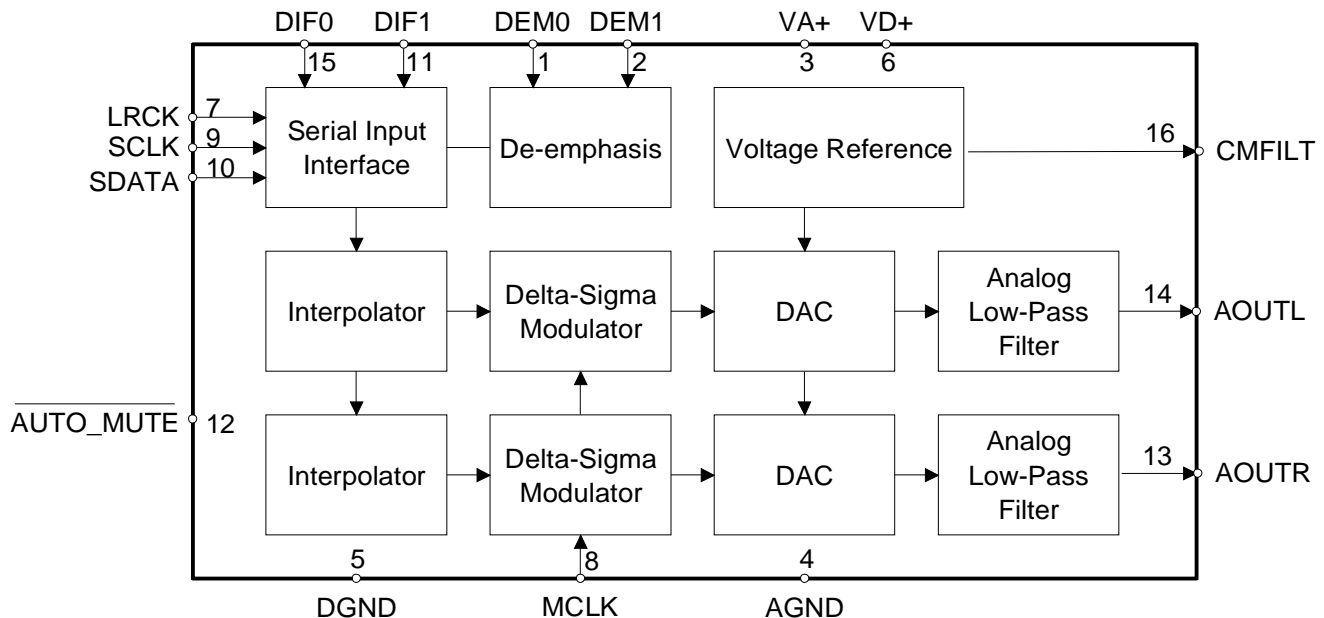 DIF0 DIF1 DEM0 DEM1 VA+ VD+
15 11 1 2 3 6
LRCK 7
SCLK 9
SDATA 10
Serial Input
Interface
De-emphasis
Voltage Reference
16 CMFILT
Interpolator
Delta-Sigma
Modulator
DAC
Analog
Low-Pass
Filter
14 AOUTL
AUTO_MUTE 12
Interpolator
Delta-Sigma
Modulator
DAC
Analog
Low-Pass
Filter
13 AOUTR
5 8 4
DGND MCLK AGND